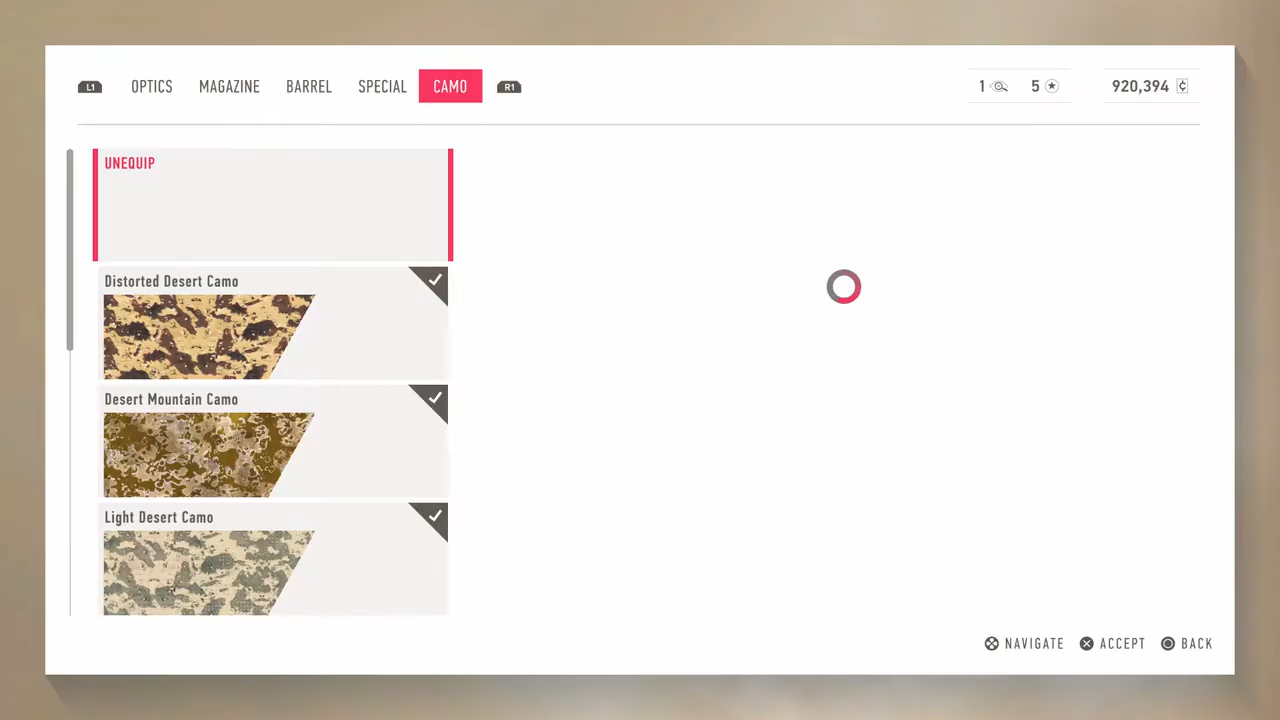 L1 OPTICS MAGAZINE BARREL SPECIAL CAMO R1 1 5 920,394 ¢
UNEQUIP
Distorted Desert Camo
Desert Mountain Camo
Light Desert Camo
NAVIGATE ACCEPT BACK